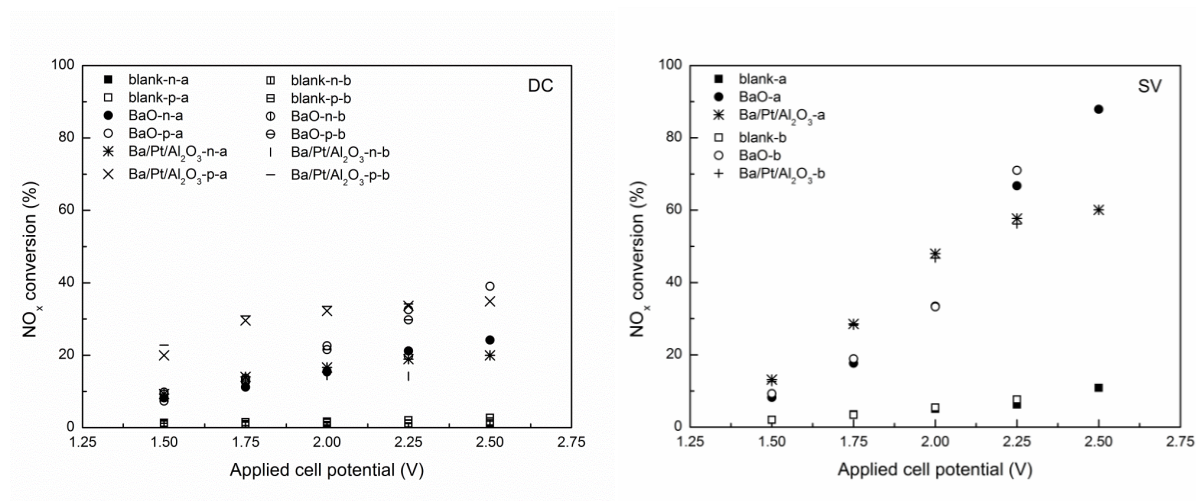 DC
blank-n-a
blank-p-a
BaO-n-a
BaO-p-a
Ba/Pt/Al₂O₃-n-a
Ba/Pt/Al₂O₃-p-a
blank-n-b
blank-p-b
BaO-n-b
BaO-p-b
Ba/Pt/Al₂O₃-n-b
Ba/Pt/Al₂O₃-p-b
100
80
60
40
20
0
NOₓ conversion (%)
1.25 1.50 1.75 2.00 2.25 2.50 2.75
Applied cell potential (V)
SV
blank-a
BaO-a
Ba/Pt/Al₂O₃-a
blank-b
BaO-b
Ba/Pt/Al₂O₃-b
100
80
60
40
20
0
NOₓ conversion (%)
1.25 1.50 1.75 2.00 2.25 2.50 2.75
Applied cell potential (V)